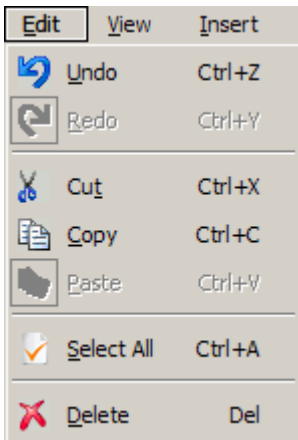 Edit View Insert
Undo Ctrl+Z
Redo Ctrl+Y
Cut Ctrl+X
Copy Ctrl+C
Paste Ctrl+V
Select All Ctrl+A
Delete Del